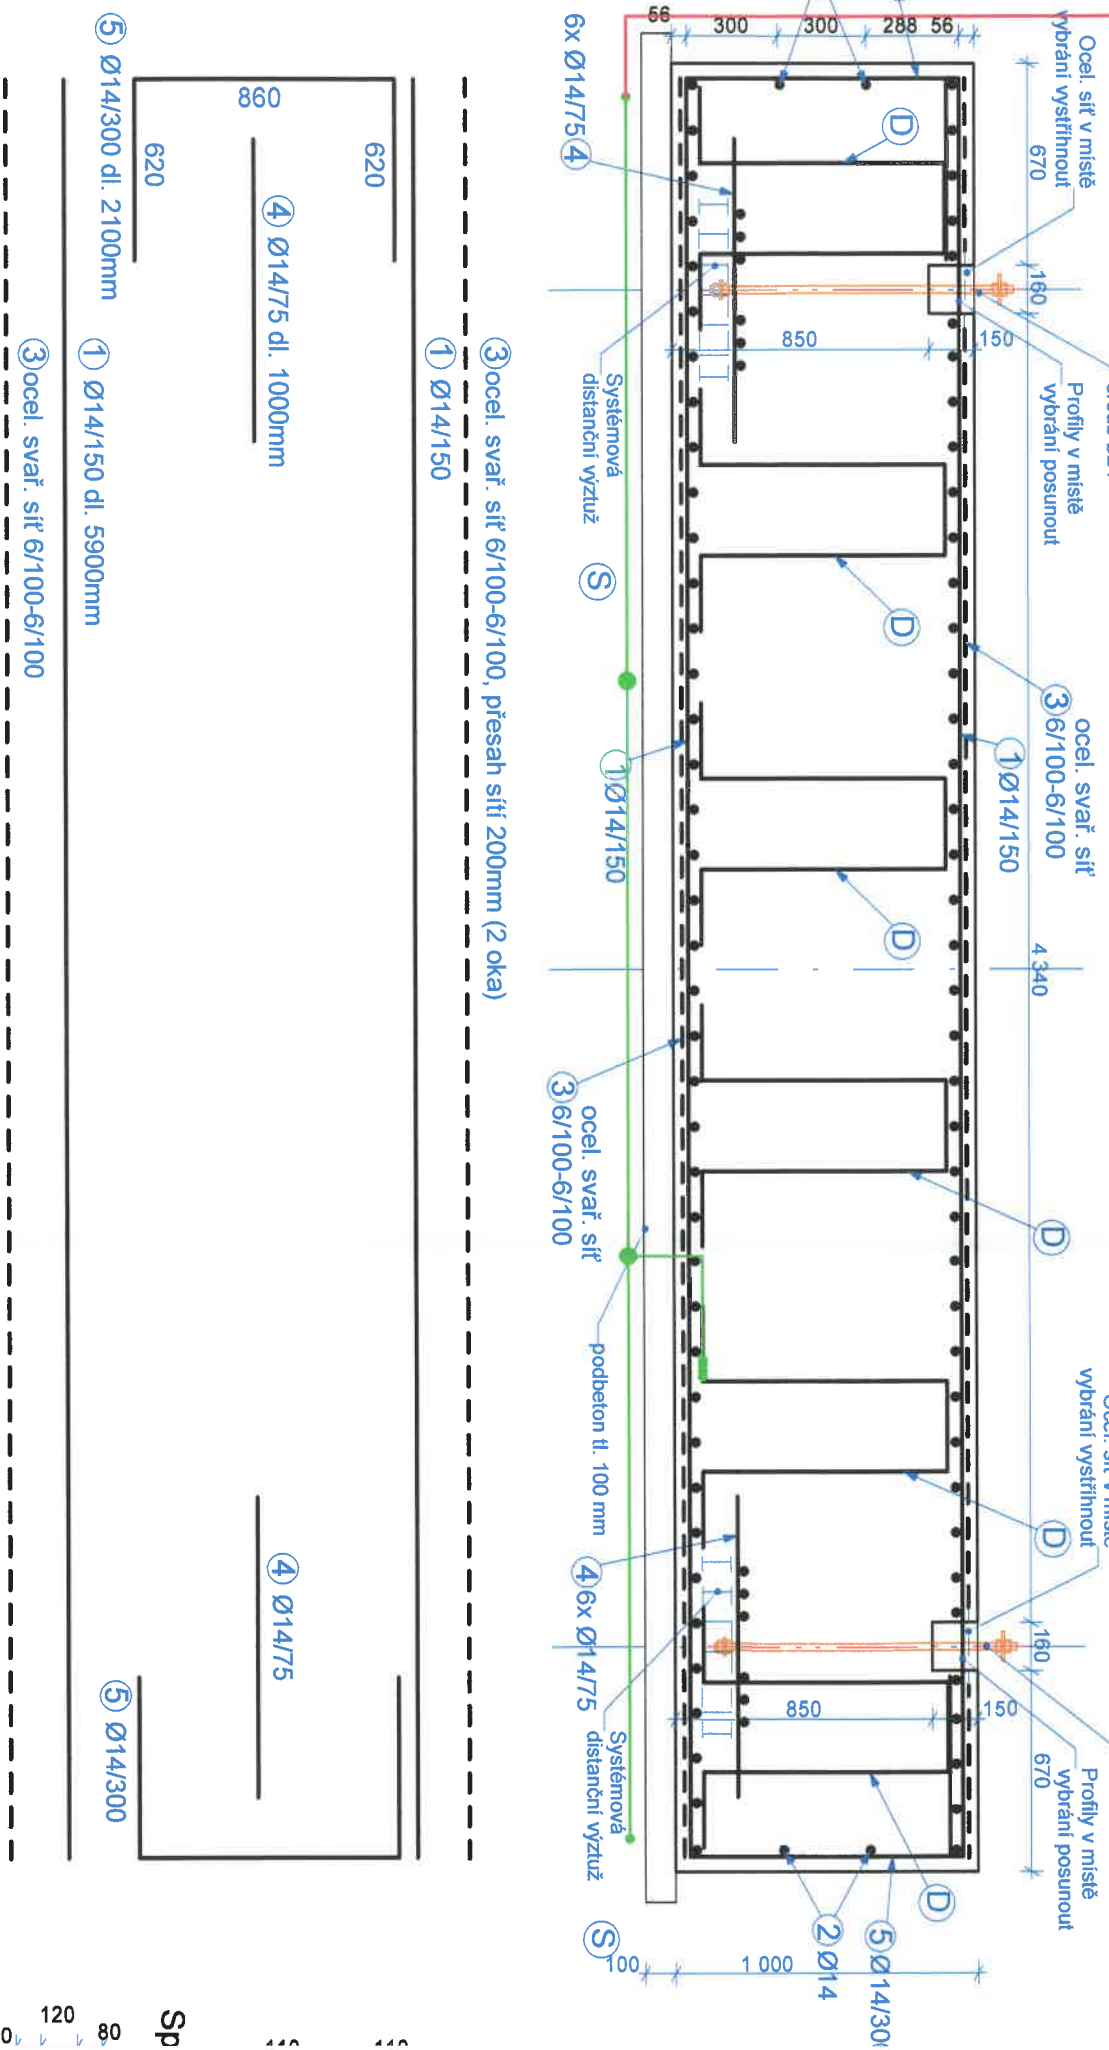 56
300
300
288
56
6x Ø14/75 4
Ocel. síť v místě
vybrání vystřihnout
670
160
D
850
150
Profily v místě
vybrání posunout
Systémová
distanční výztuž
S
D
ocel. svař. síť
3 6/100-6/100
1 Ø14/150
1 Ø14/150
D
4 340
ocel. svař. síť
3 6/100-6/100
D
podbeton tl. 100 mm
vybrání vystřihnout
D
4 6x Ø14/75
160
850
150
670
Systémová
distanční výztuž
Profily v místě
vybrání posunout
D
5 Ø14/300
2 Ø14
1 000
S
100
3 ocel. svař. síť 6/100-6/100, přesah sítí 200mm (2 oka)
1 Ø14/150
620
860
620
4 Ø14/75 dl. 1000mm
4 Ø14/75
5 Ø14/300 dl. 2100mm
5 Ø14/300
1 Ø14/150 dl. 5900mm
3 ocel. svař. síť 6/100-6/100
Sp
120
80